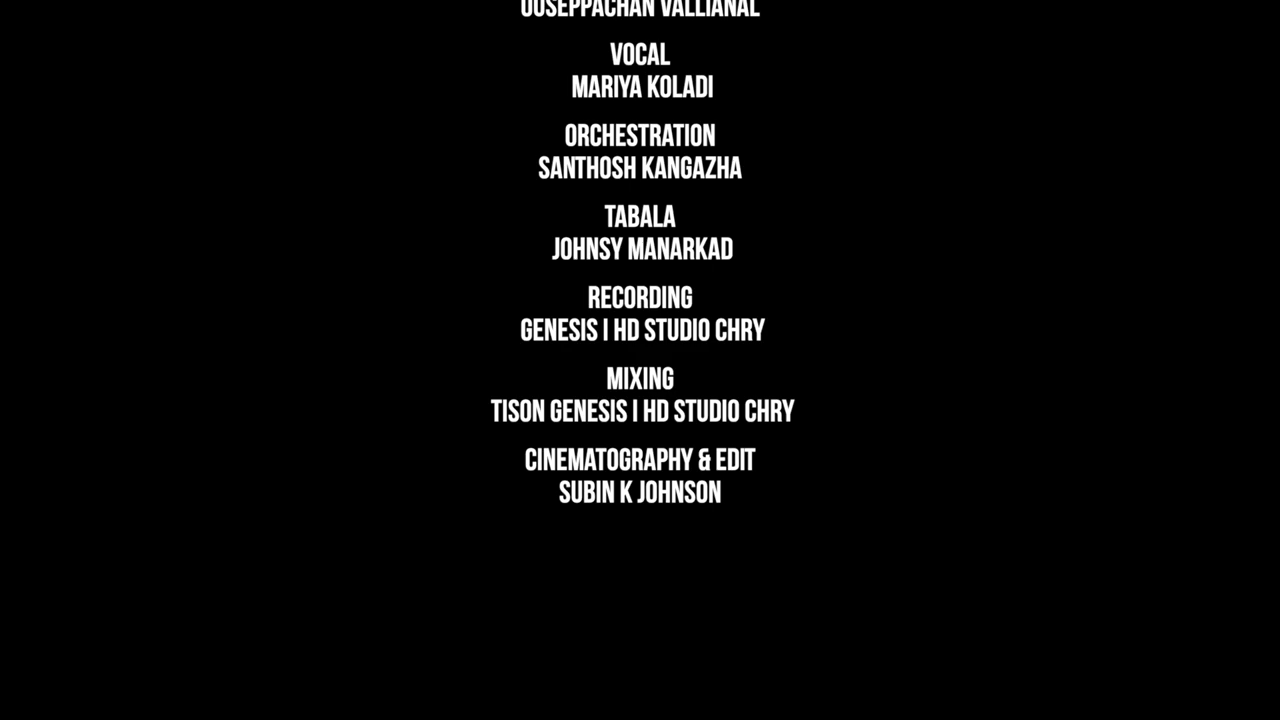 OUSEPPACHAN VALLIANAL
VOCAL
MARIYA KOLADI
ORCHESTRATION
SANTHOSH KANGAZHA
TABALA
JOHNSY MANARKAD
RECORDING
GENESIS I HD STUDIO CHRY
MIXING
TISON GENESIS I HD STUDIO CHRY
CINEMATOGRAPHY & EDIT
SUBIN K JOHNSON